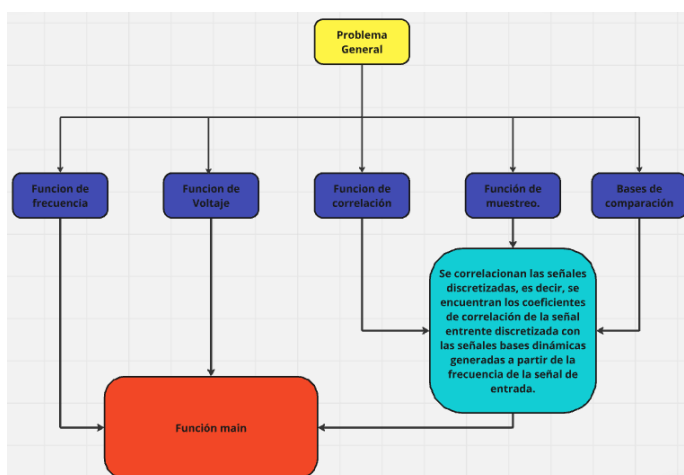 Problema
General
Funcion de
frecuencia
Funcion de
Voltaje
Funcion de
correlación
Función de
muestreo.
Bases de
comparación
Se correlacionan las señales
discretizadas, es decir, se
encuentran los coeficientes
de correlación de la señal
entrente discretizada con
las señales bases dinámicas
generadas a partir de la
frecuencia de la señal de
entrada.
Función main